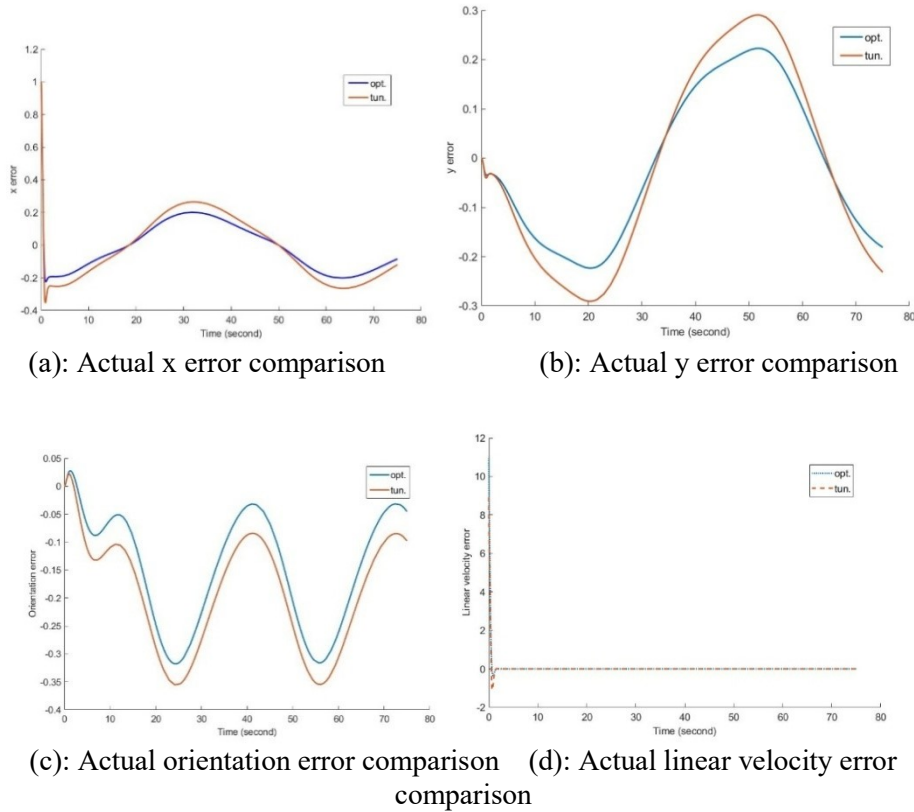 1.2
1
0.8
0.6
0.4
0.2
0
-0.2
-0.4
x error
opt.
tun.
0 10 20 30 40 50 60 70 80
Time (second)
(a): Actual x error comparison
0.3
0.2
0.1
0
-0.1
-0.2
-0.3
y error
opt.
tun.
0 10 20 30 40 50 60 70 80
Time (second)
(b): Actual y error comparison
0.05
0
-0.05
-0.1
-0.15
-0.2
-0.25
-0.3
-0.35
-0.4
Orientation error
opt.
tun.
0 10 20 30 40 50 60 70 80
Time (second)
12
10
8
6
4
2
0
-2
Linear velocity error
opt.
tun.
0 10 20 30 40 50 60 70 80
Time (second)
(c): Actual orientation error comparison (d): Actual linear velocity error
comparison